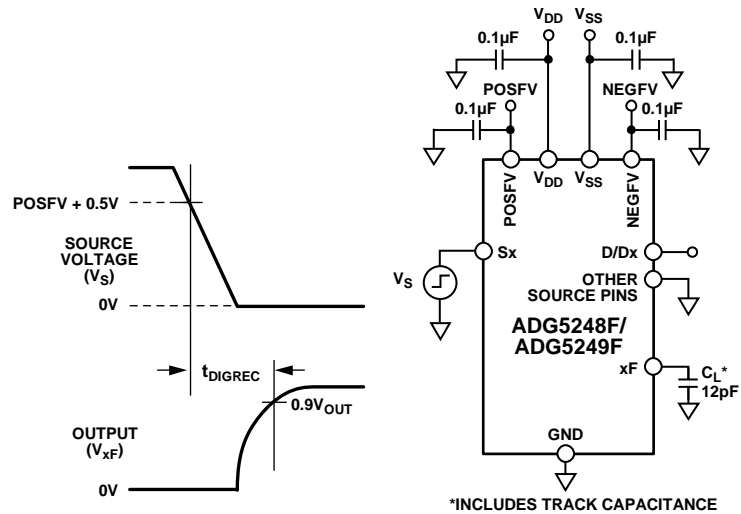 POSFV + 0.5V
SOURCE
VOLTAGE
(VS)
0V
tDIGREC
0.9VOUT
OUTPUT
(VxF)
0V
VDD
VSS
0.1µF
0.1µF
POSFV
NEGFV
0.1µF
0.1µF
POSFV
VDD
VSS
NEGFV
Sx
D/Dx
VS
OTHER
SOURCE PINS
ADG5248F/
ADG5249F
xF
CL*
12pF
GND
*INCLUDES TRACK CAPACITANCE